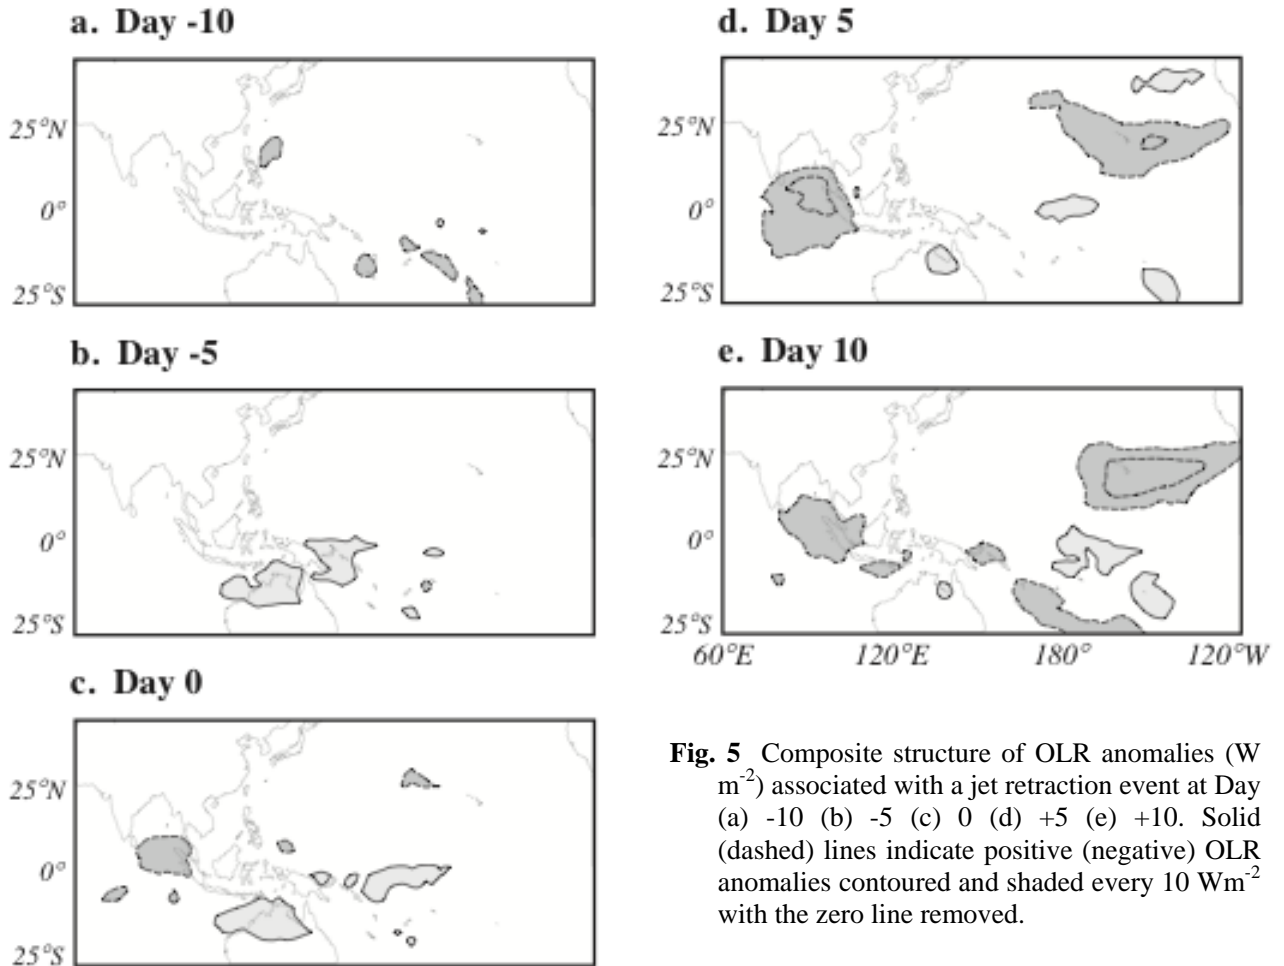 a. Day -10
25°N
0°
25°S
b. Day -5
25°N
0°
25°S
c. Day 0
25°N
0°
25°S
d. Day 5
25°N
0°
25°S
e. Day 10
25°N
0°
25°S
60°E 120°E 180° 120°W
Fig. 5 Composite structure of OLR anomalies (W
m-2) associated with a jet retraction event at Day
(a) -10 (b) -5 (c) 0 (d) +5 (e) +10. Solid
(dashed) lines indicate positive (negative) OLR
anomalies contoured and shaded every 10 Wm-2
with the zero line removed.